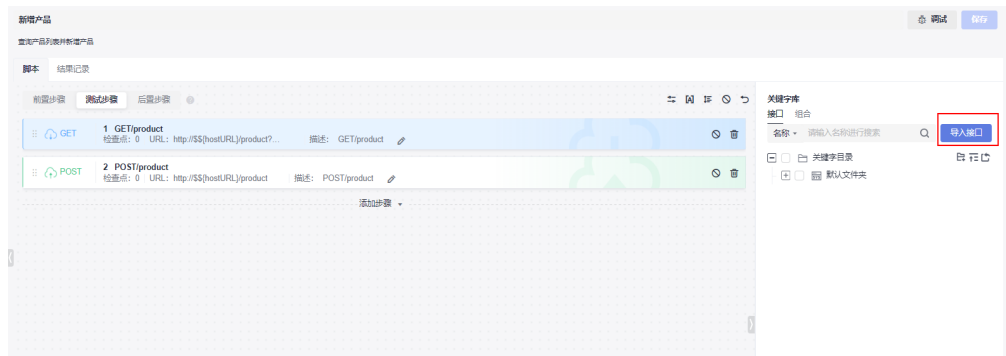 新增产品
调试
保存
查询产品列表并新增产品
脚本 结果记录
前置步骤 测试步骤 后置步骤
GET
1 GET/product
检查点：0 URL：http://$${hostURL}/product?... 描述： GET/product
POST
2 POST/product
检查点：0 URL：http://$${hostURL}/product 描述： POST/product
添加步骤
关键字库
接口 组合
名称 请输入名称进行搜索 导入接口
关键字目录
默认文件夹